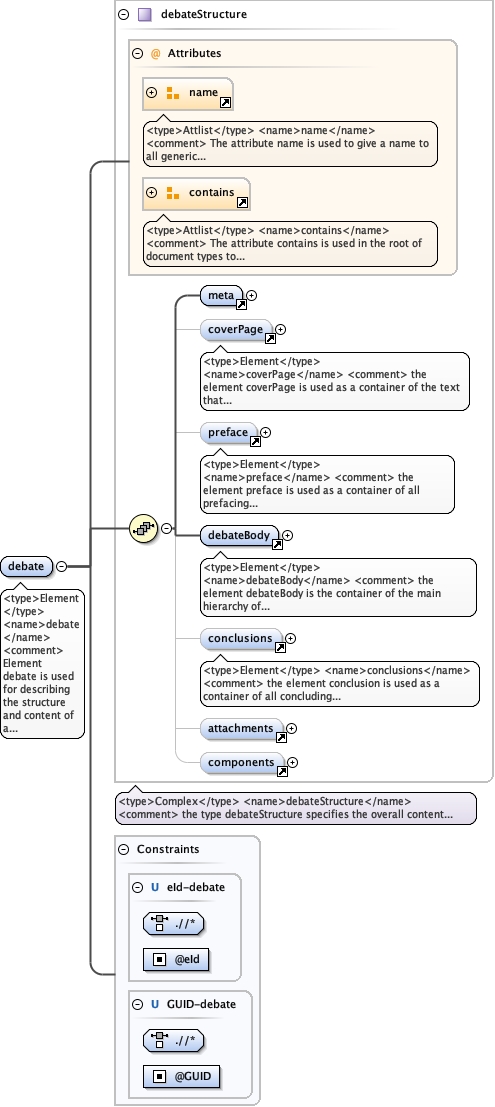 debateStructure
@ Attributes
name
<type>Attlist</type> <name>name</name>
<comment> The attribute name is used to give a name to
all generic...
contains
<type>Attlist</type> <name>contains</name>
<comment> The attribute contains is used in the root of
document types to...
meta
coverPage
<type>Element</type>
<name>coverPage</name> <comment> the
element coverPage is used as a container of the text
that...
preface
<type>Element</type>
<name>preface</name> <comment> the
element preface is used as a container of all
prefacing...
debateBody
<type>Element</type>
<name>debateBody</name> <comment> the
element debateBody is the container of the main
hierarchy of...
conclusions
<type>Element</type> <name>conclusions</name>
<comment> the element conclusion is used as a
container of all concluding...
attachments
components
debate
<type>Element
</type>
<name>debate
</name>
<comment>
Element
debate is used
for describing
the structure
and content of
a...
<type>Complex</type> <name>debateStructure</name>
<comment> the type debateStructure specifies the overall content...
Constraints
U eId-debate
.//*
@eId
U GUID-debate
.//*
@GUID